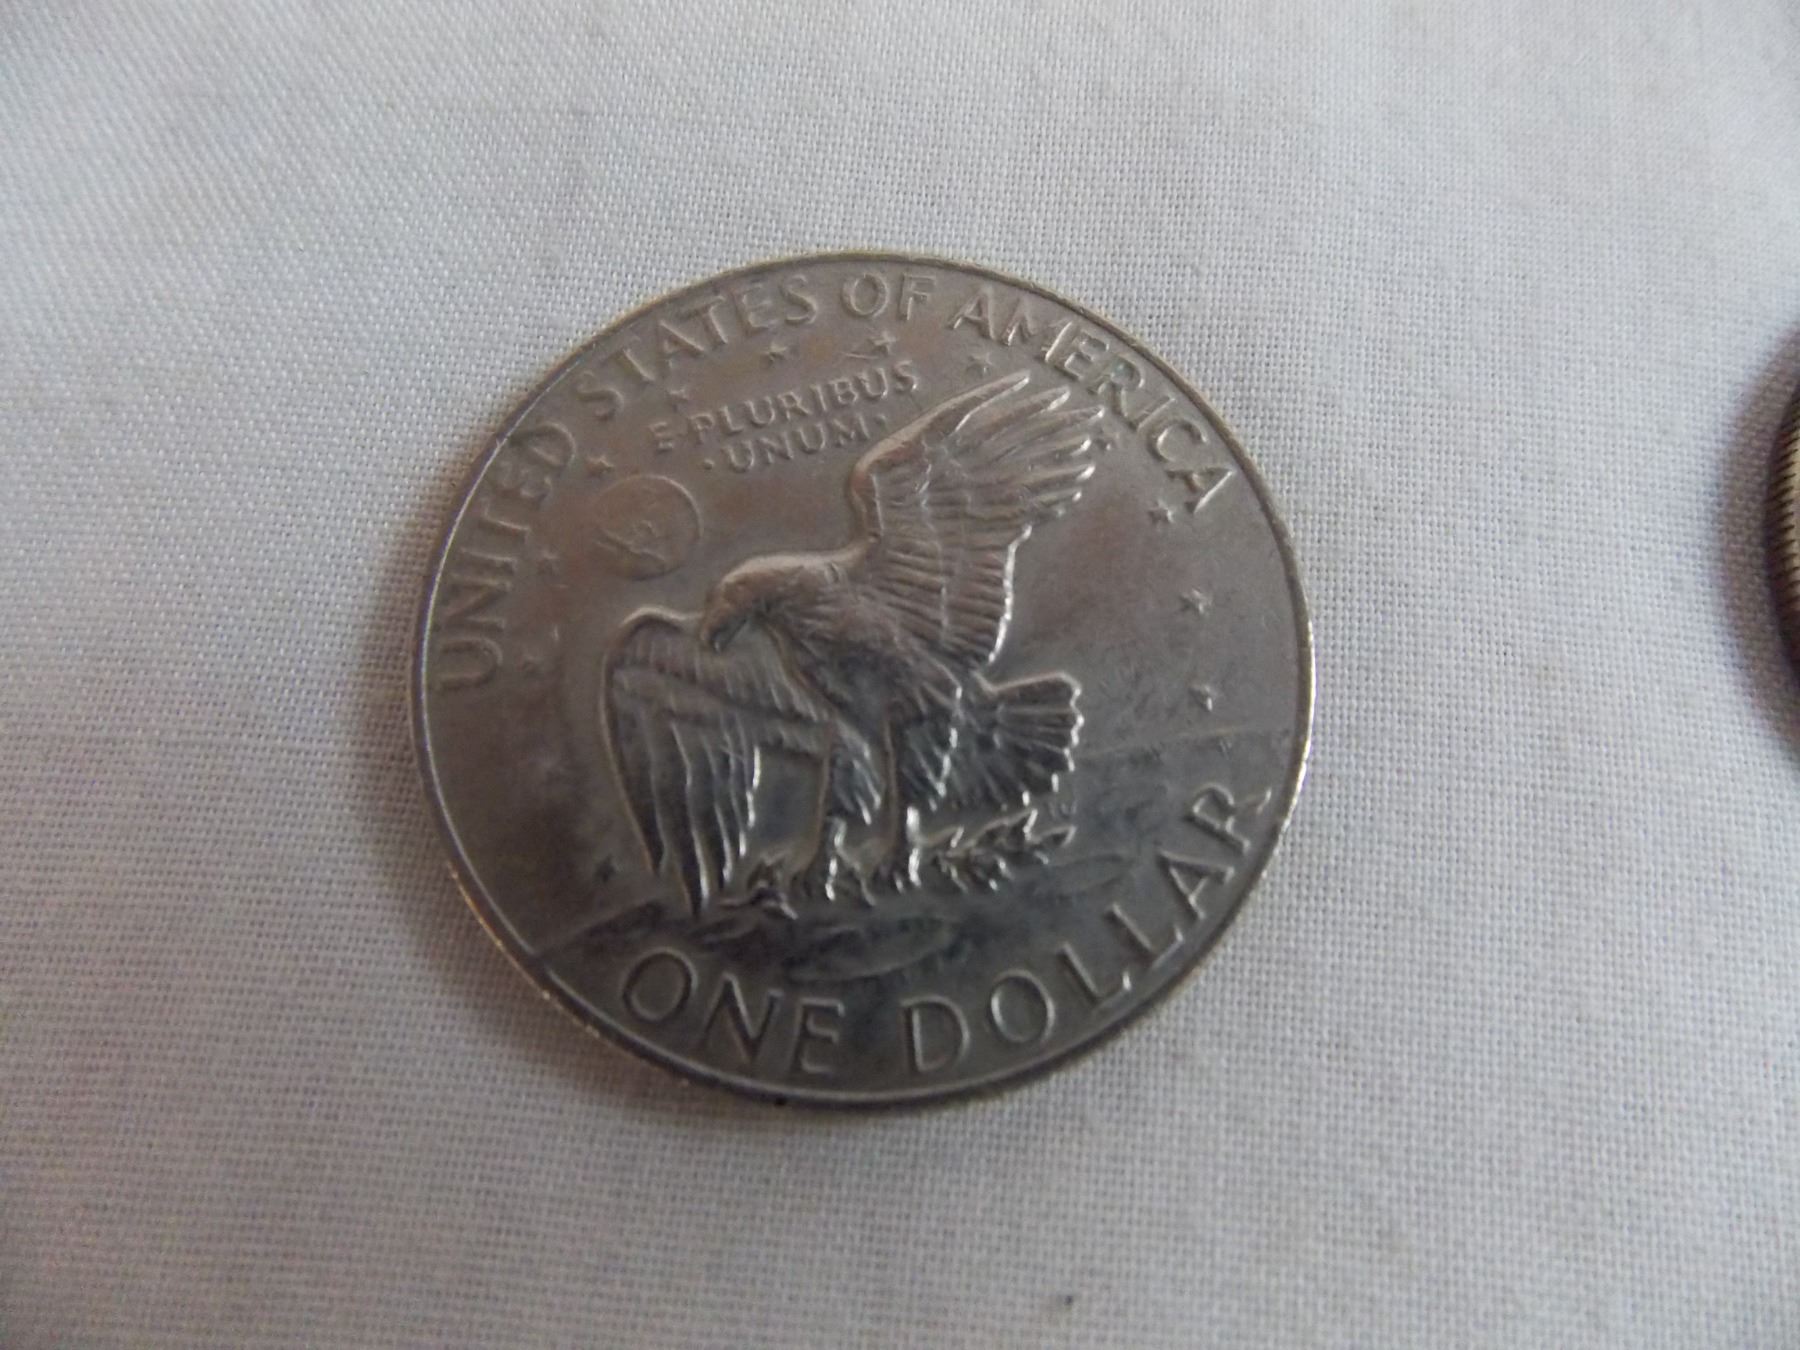 UNITED STATES OF AMERICA
E·PLURIBUS
·UNUM·
ONE DOLLAR